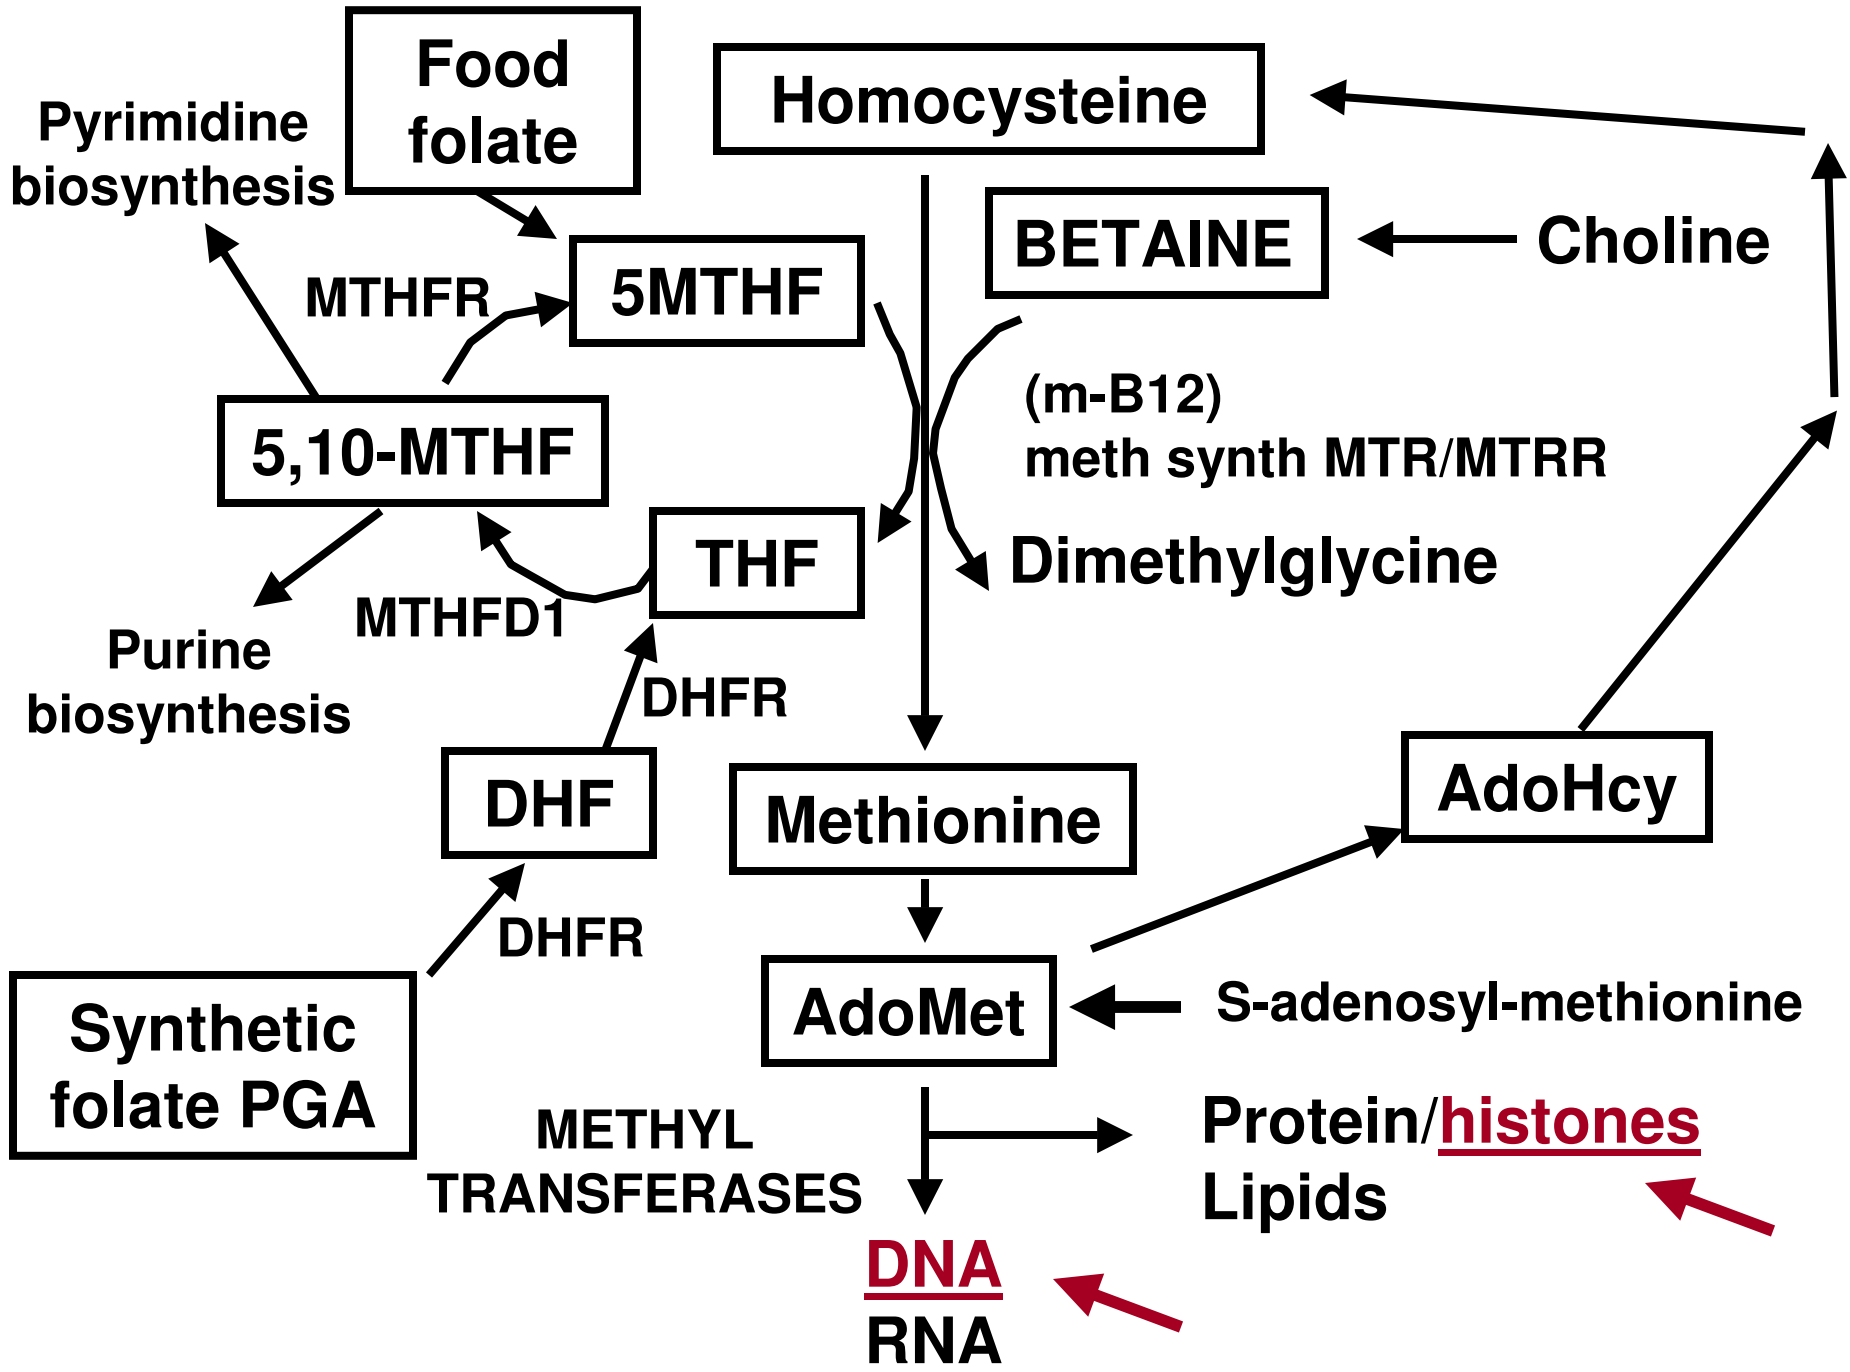 Food
folate
Homocysteine
Pyrimidine
biosynthesis
BETAINE
Choline
MTHFR
5MTHF
(m-B12)
meth synth MTR/MTRR
5,10-MTHF
THF
Dimethylglycine
MTHFD1
Purine
biosynthesis
DHFR
DHF
Methionine
AdoHcy
DHFR
Synthetic
folate PGA
AdoMet
S-adenosyl-methionine
METHYL
TRANSFERASES
Protein/histones
Lipids
DNA
RNA